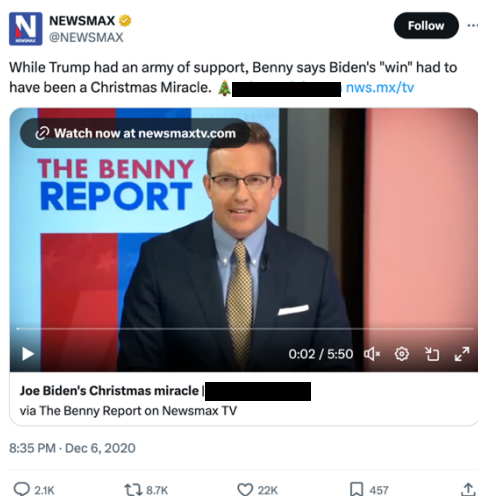 NEWSMAX
@NEWSMAX
Follow
While Trump had an army of support, Benny says Biden's "win" had to
have been a Christmas Miracle. 🎄 nws.mx/tv
Watch now at newsmaxtv.com
THE BENNY
REPORT
0:02 / 5:50
Joe Biden's Christmas miracle |
via The Benny Report on Newsmax TV
8:35 PM · Dec 6, 2020
2.1K 8.7K 22K 457